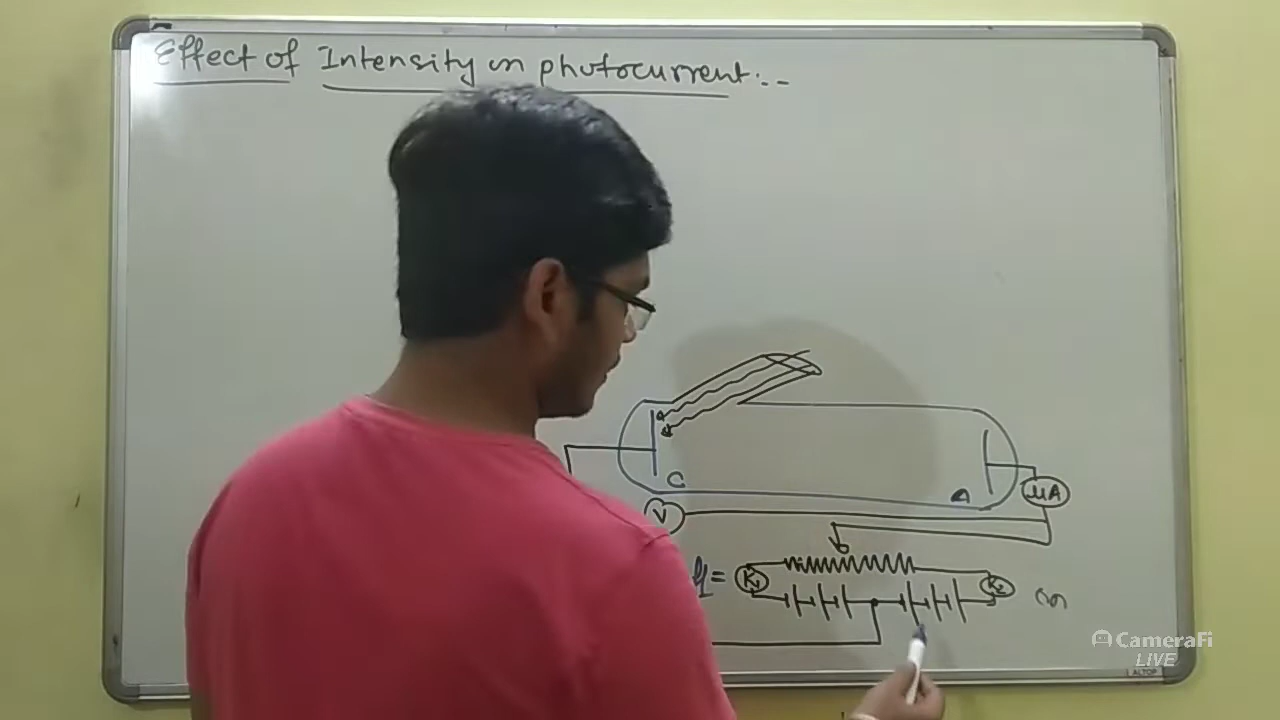 Effect of Intensity on photocurrent:--
C
A
μA
V
K1
K2
CameraFi
LIVE